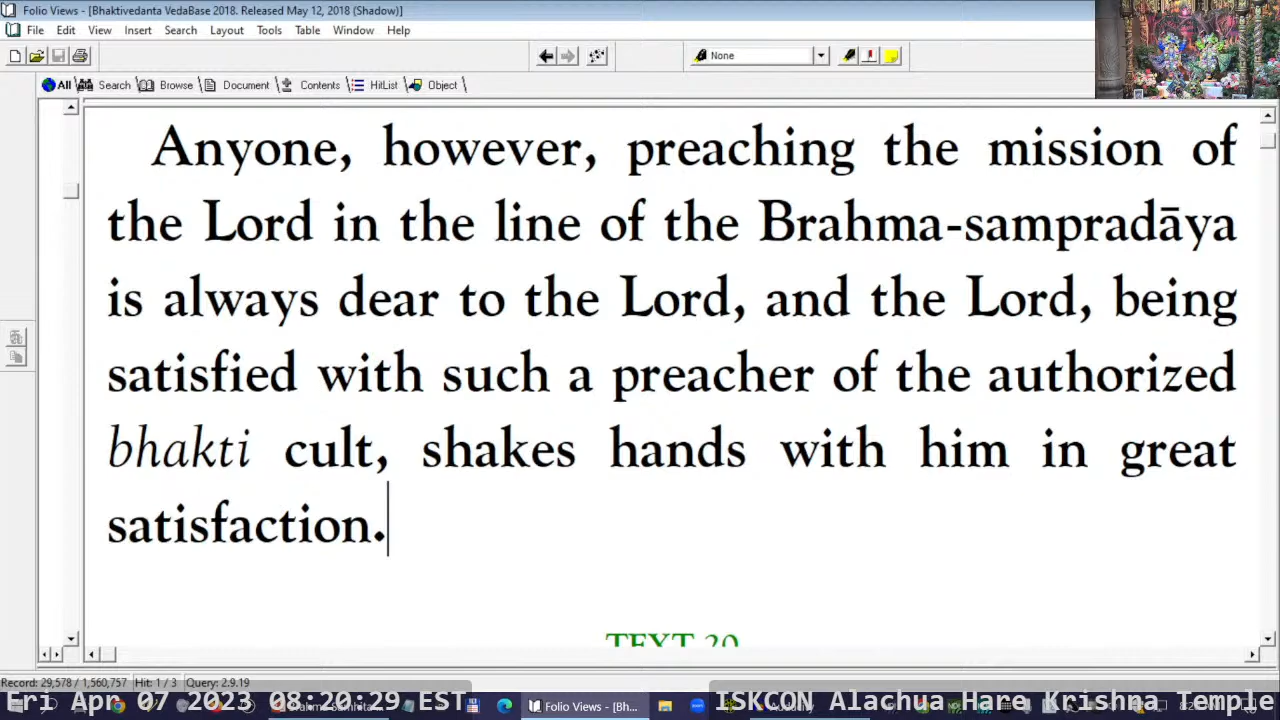 Folio Views - [Bhaktivedanta VedaBase 2018. Released May 12, 2018 (Shadow)]
File Edit View Insert Search Layout Tools Table Window Help
None
All Search Browse Document Contents HitList Object
Anyone, however, preaching the mission of
the Lord in the line of the Brahma-sampradāya
is always dear to the Lord, and the Lord, being
satisfied with such a preacher of the authorized
bhakti cult, shakes hands with him in great
satisfaction.
TEXT 20
Record: 29,578 / 1,560,757 Hit: 1 / 3 Query: 2.9.19
Fri Apr 07 2023 08:20:29 EST
Folio Views - [Bh...
ISKCON Alachua Hare Krishna Temple